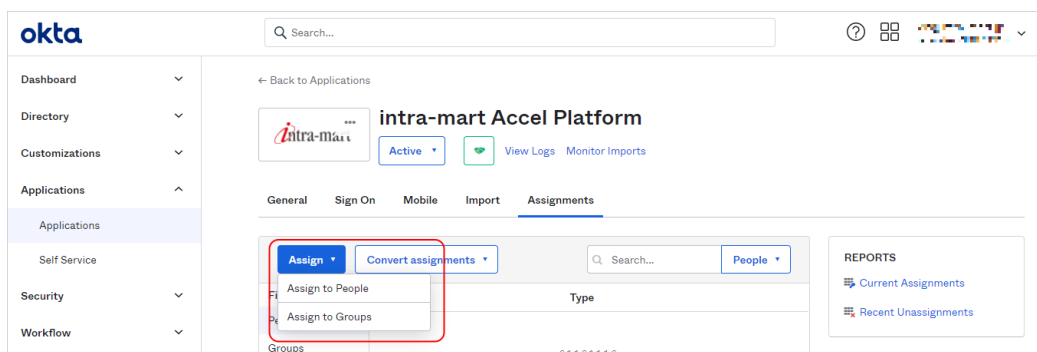 okta
Search...
Dashboard
Directory
Customizations
Applications
Applications
Self Service
Security
Workflow
← Back to Applications
intra-mart
intra-mart Accel Platform
Active
View Logs Monitor Imports
General Sign On Mobile Import Assignments
Assign Convert assignments Search... People
Assign to People
Assign to Groups
Type
Groups
01101110
REPORTS
Current Assignments
Recent Unassignments